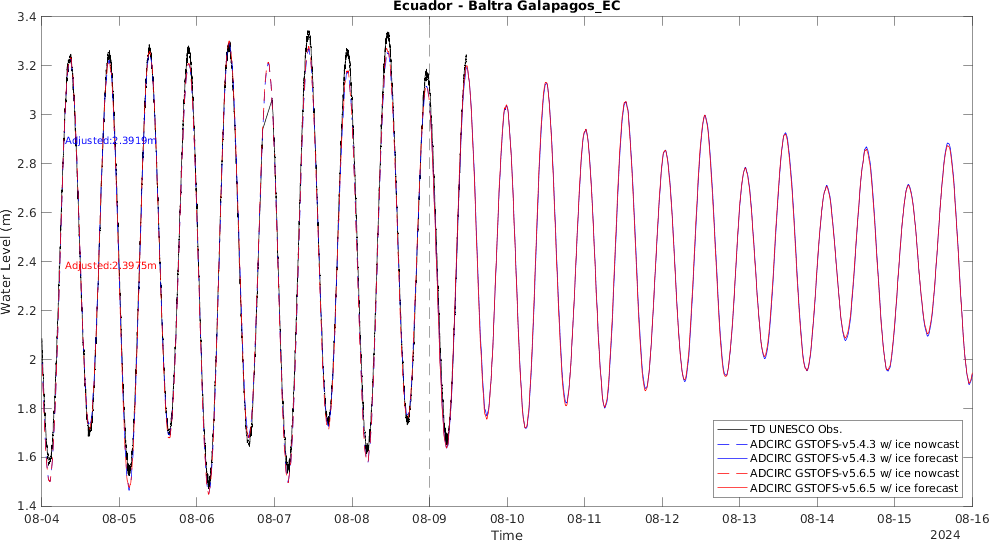 Ecuador - Baltra Galapagos_EC
3.4
3.2
3
2.8
2.6
2.4
2.2
2
1.8
1.6
1.4
Water Level (m)
Adjusted:2.3919m
Adjusted:2.3975m
TD UNESCO Obs.
ADCIRC GSTOFS-v5.4.3 w/ ice nowcast
ADCIRC GSTOFS-v5.4.3 w/ ice forecast
ADCIRC GSTOFS-v5.6.5 w/ ice nowcast
ADCIRC GSTOFS-v5.6.5 w/ ice forecast
08-04 08-05 08-06 08-07 08-08 08-09 08-10 08-11 08-12 08-13 08-14 08-15 08-16
Time
2024